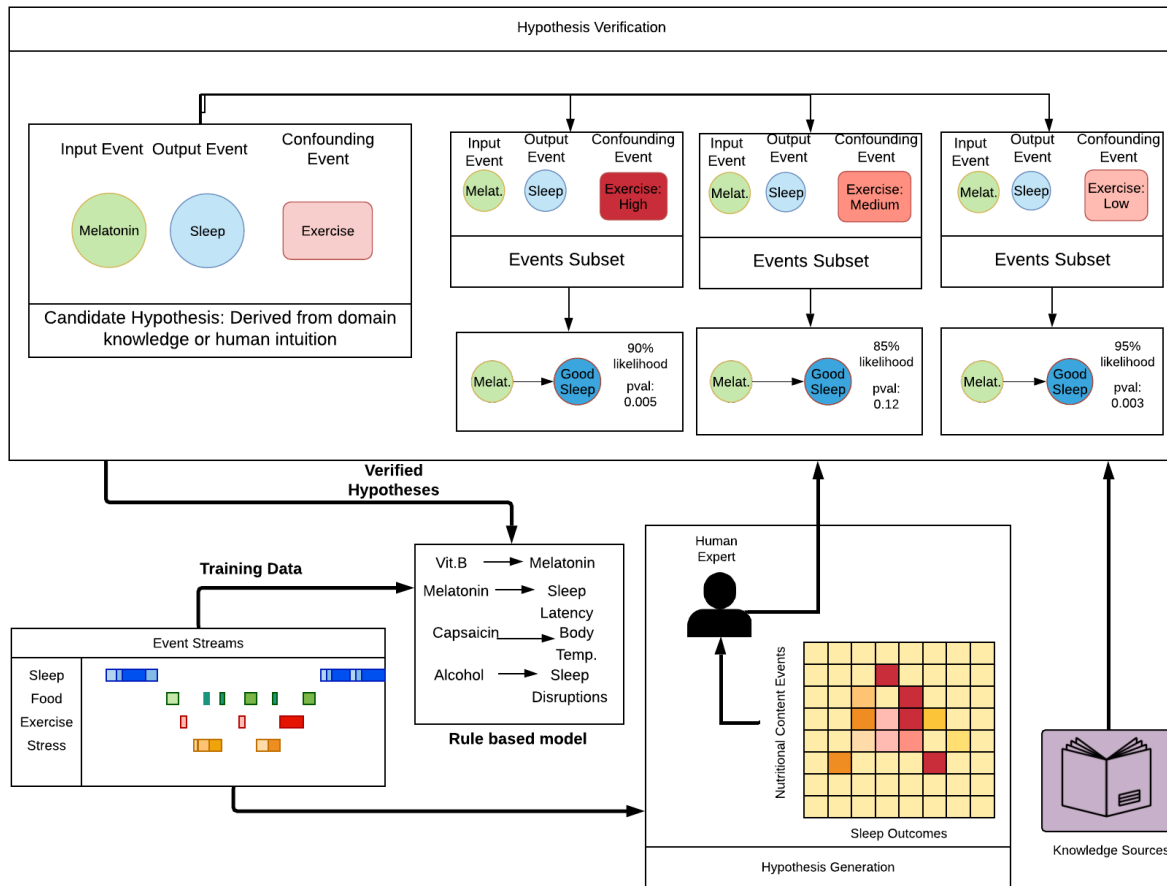 Hypothesis Verification
Input Event
Output Event
Confounding
Event
Melatonin
Sleep
Exercise
Candidate Hypothesis: Derived from domain
knowledge or human intuition
Input
Event
Output
Event
Confounding
Event
Melat.
Sleep
Exercise:
High
Events Subset
Input
Event
Output
Event
Confounding
Event
Melat.
Sleep
Exercise:
Medium
Events Subset
Input
Event
Output
Event
Confounding
Event
Melat.
Sleep
Exercise:
Low
Events Subset
Melat.
Good
Sleep
90%
likelihood
pval:
0.005
Melat.
Good
Sleep
85%
likelihood
pval:
0.12
Melat.
Good
Sleep
95%
likelihood
pval:
0.003
Verified
Hypotheses
Training Data
Vit.B
Melatonin
Melatonin
Sleep
Latency
Capsaicin
Body
Temp.
Alcohol
Sleep
Disruptions
Rule based model
Event Streams
Sleep
Food
Exercise
Stress
Human
Expert
Nutritional Content Events
Sleep Outcomes
Hypothesis Generation
Knowledge Sources